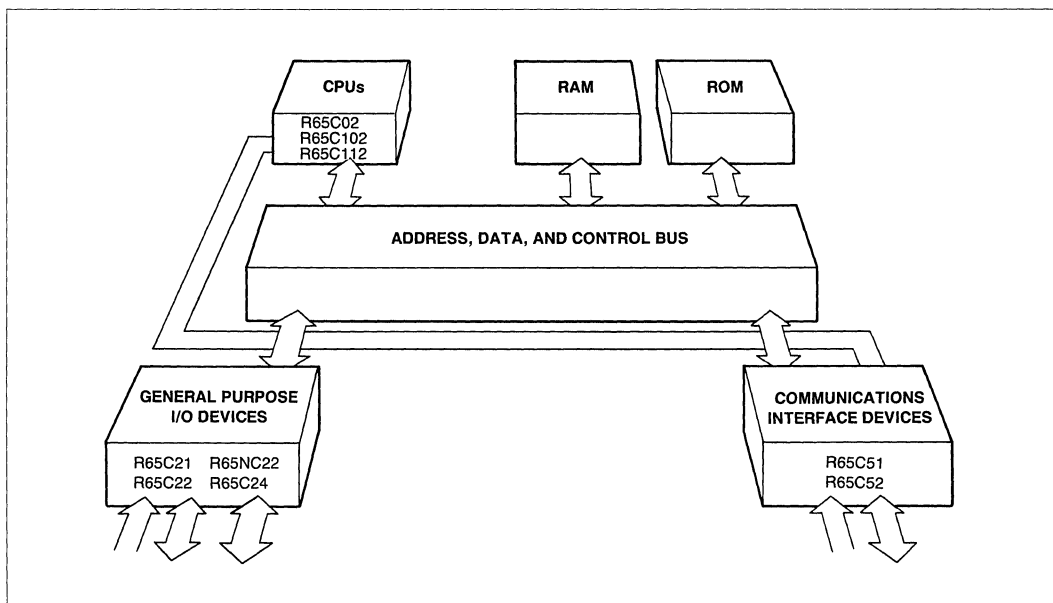 CPUs
R65C02
R65C102
R65C112
RAM
ROM
ADDRESS, DATA, AND CONTROL BUS
GENERAL PURPOSE
I/O DEVICES
R65C21 R65NC22
R65C22 R65C24
COMMUNICATIONS
INTERFACE DEVICES
R65C51
R65C52